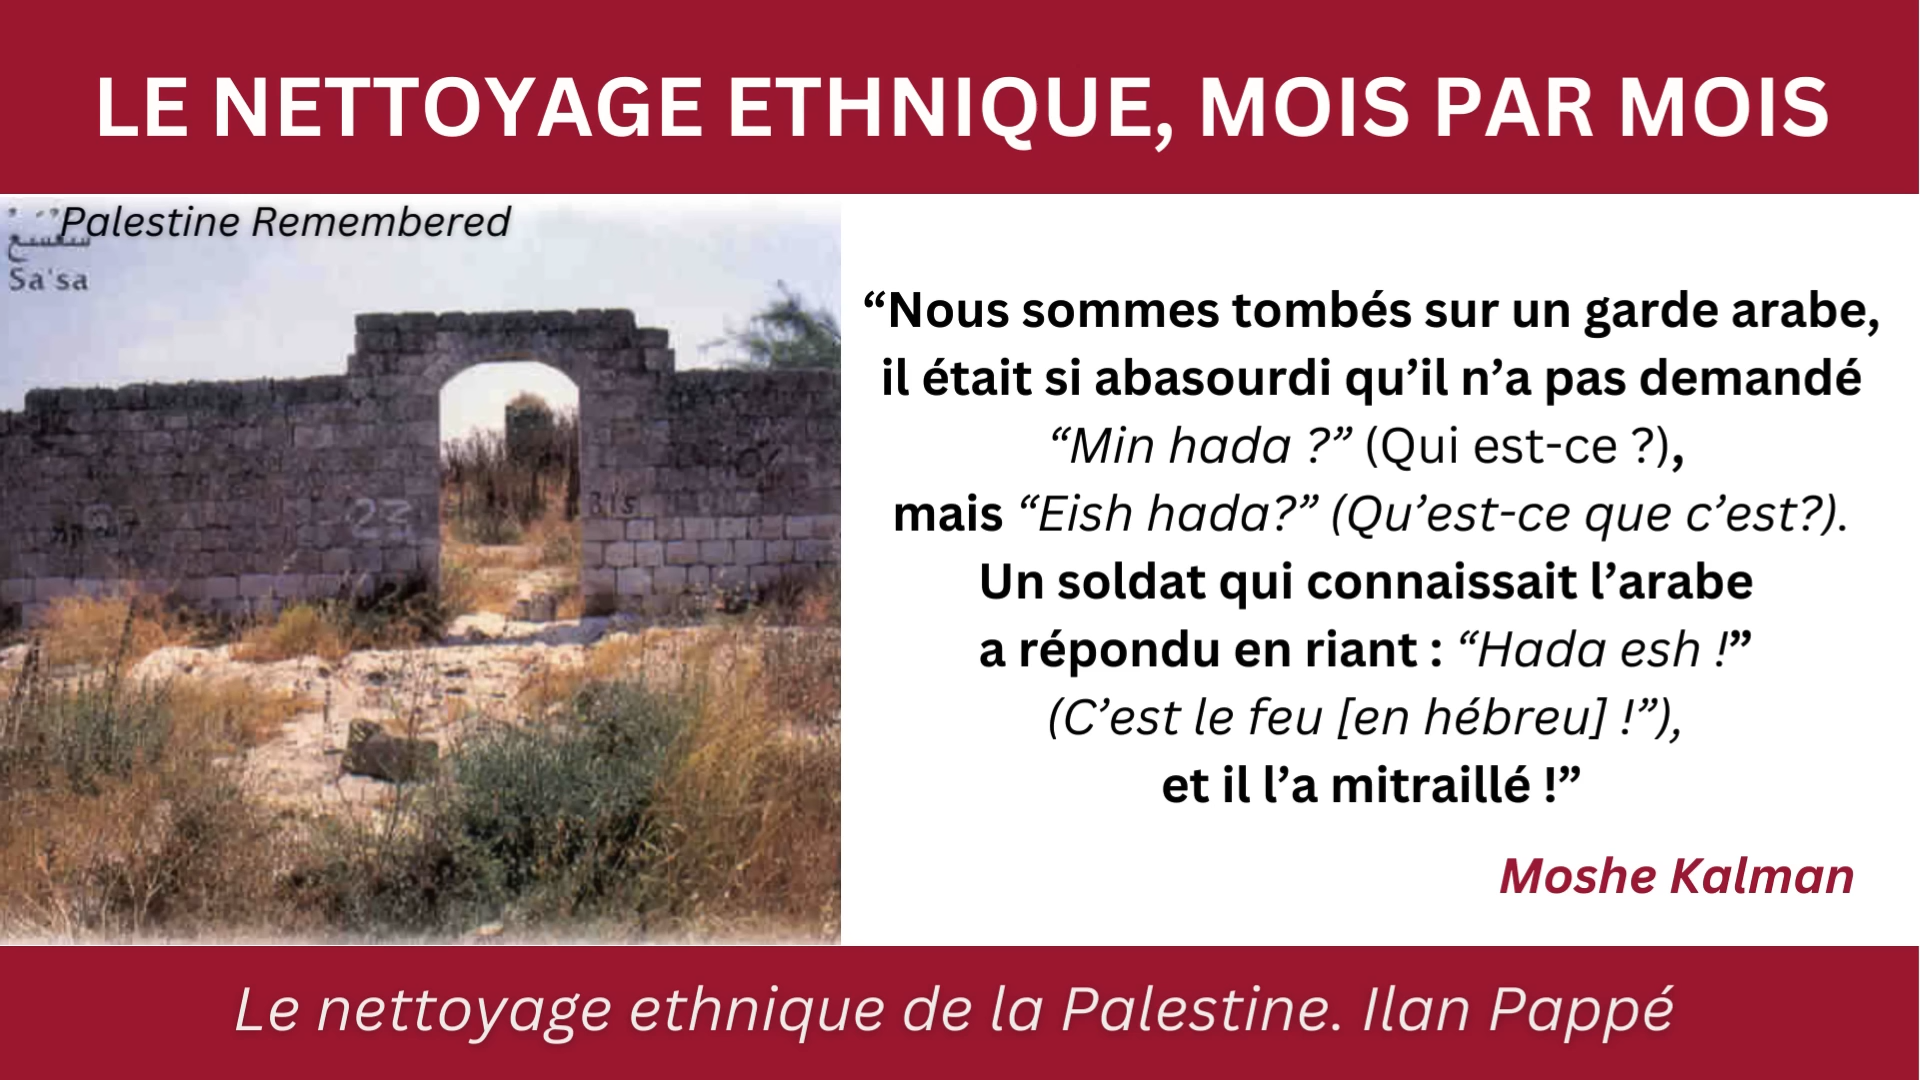 LE NETTOYAGE ETHNIQUE, MOIS PAR MOIS
Palestine Remembered
سعسع
Sa'sa
23
“Nous sommes tombés sur un garde arabe,
il était si abasourdi qu’il n’a pas demandé
“Min hada ?” (Qui est-ce ?),
mais “Eish hada?” (Qu’est-ce que c’est?).
Un soldat qui connaissait l’arabe
a répondu en riant : “Hada esh !”
(C’est le feu [en hébreu] !”),
et il l’a mitraillé !”
Moshe Kalman
Le nettoyage ethnique de la Palestine. Ilan Pappé